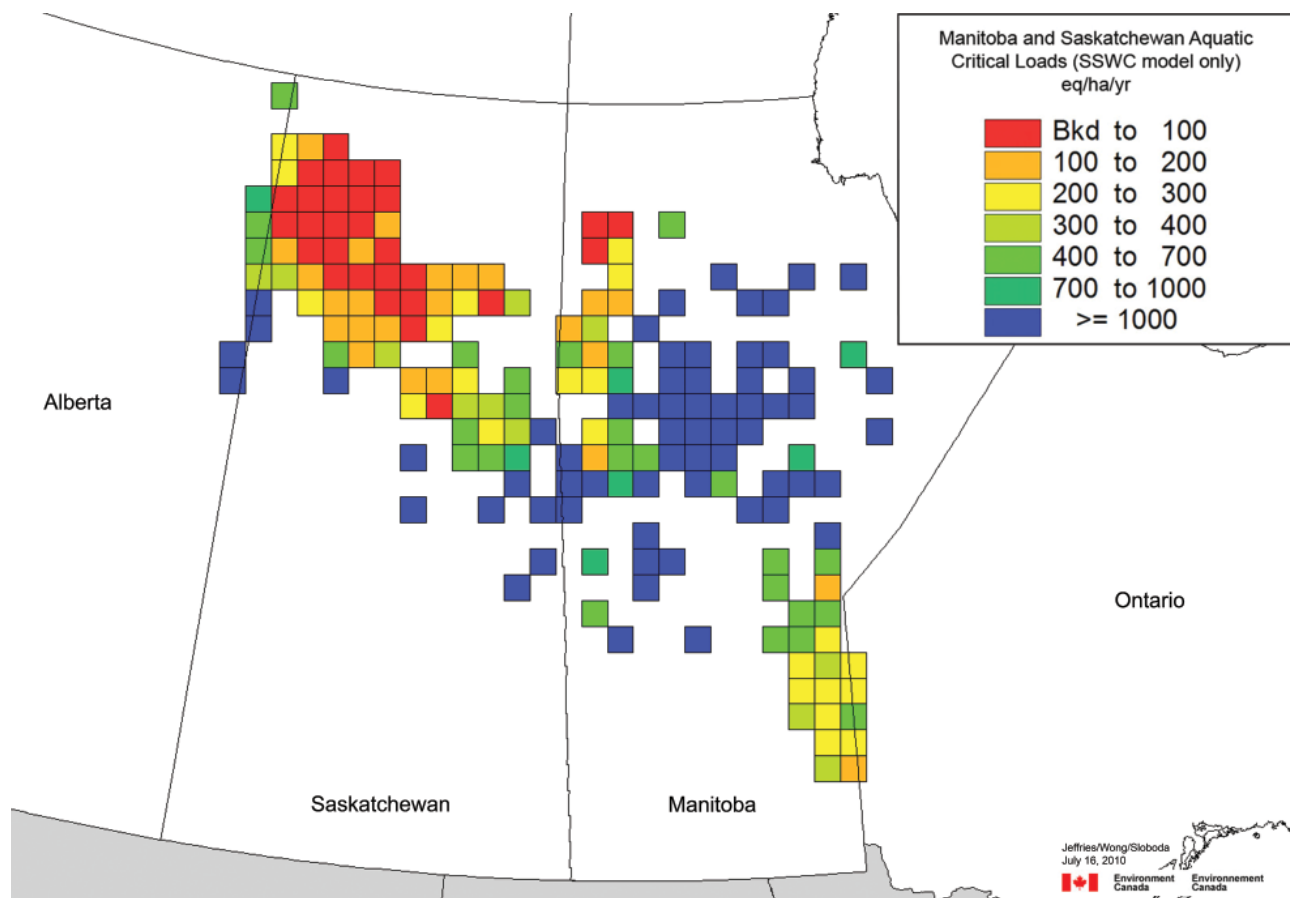 Manitoba and Saskatchewan Aquatic
Critical Loads (SSWC model only)
eq/ha/yr
Bkd to 100
100 to 200
200 to 300
300 to 400
400 to 700
700 to 1000
>= 1000
Alberta
Ontario
Saskatchewan
Manitoba
Jeffries/Wong/Sloboda
July 16, 2010
Environment Environnement
Canada Canada